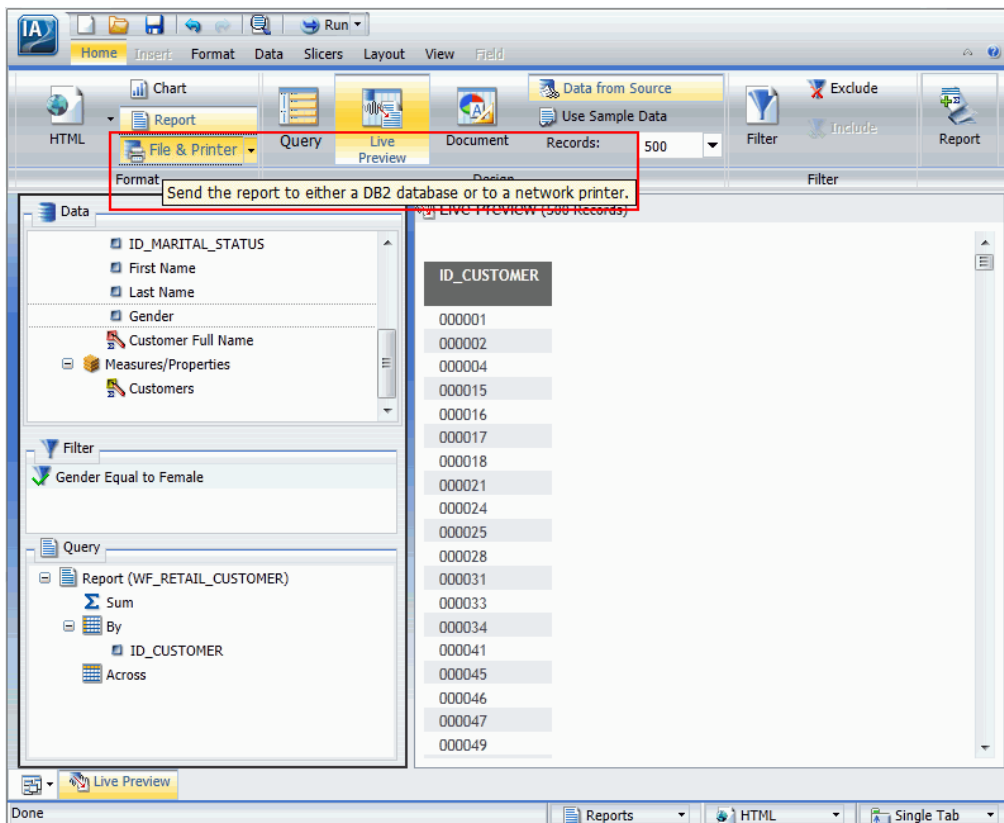 IA
Run
Home Insert Format Data Slicers Layout View Field
Chart
Report
File & Printer
HTML
Format
Query
Live Preview
Document
Data from Source
Use Sample Data
Records: 500
Design
Filter
Exclude
Include
Filter
Report
Send the report to either a DB2 database or to a network printer.
Data
ID_MARITAL_STATUS
First Name
Last Name
Gender
Customer Full Name
Measures/Properties
Customers
Filter
Gender Equal to Female
Query
Report (WF_RETAIL_CUSTOMER)
Sum
By
ID_CUSTOMER
Across
Live Preview (500 Records)
ID_CUSTOMER
000001
000002
000004
000015
000016
000017
000018
000021
000024
000025
000028
000031
000033
000034
000041
000045
000046
000047
000049
Live Preview
Done
Reports
HTML
Single Tab